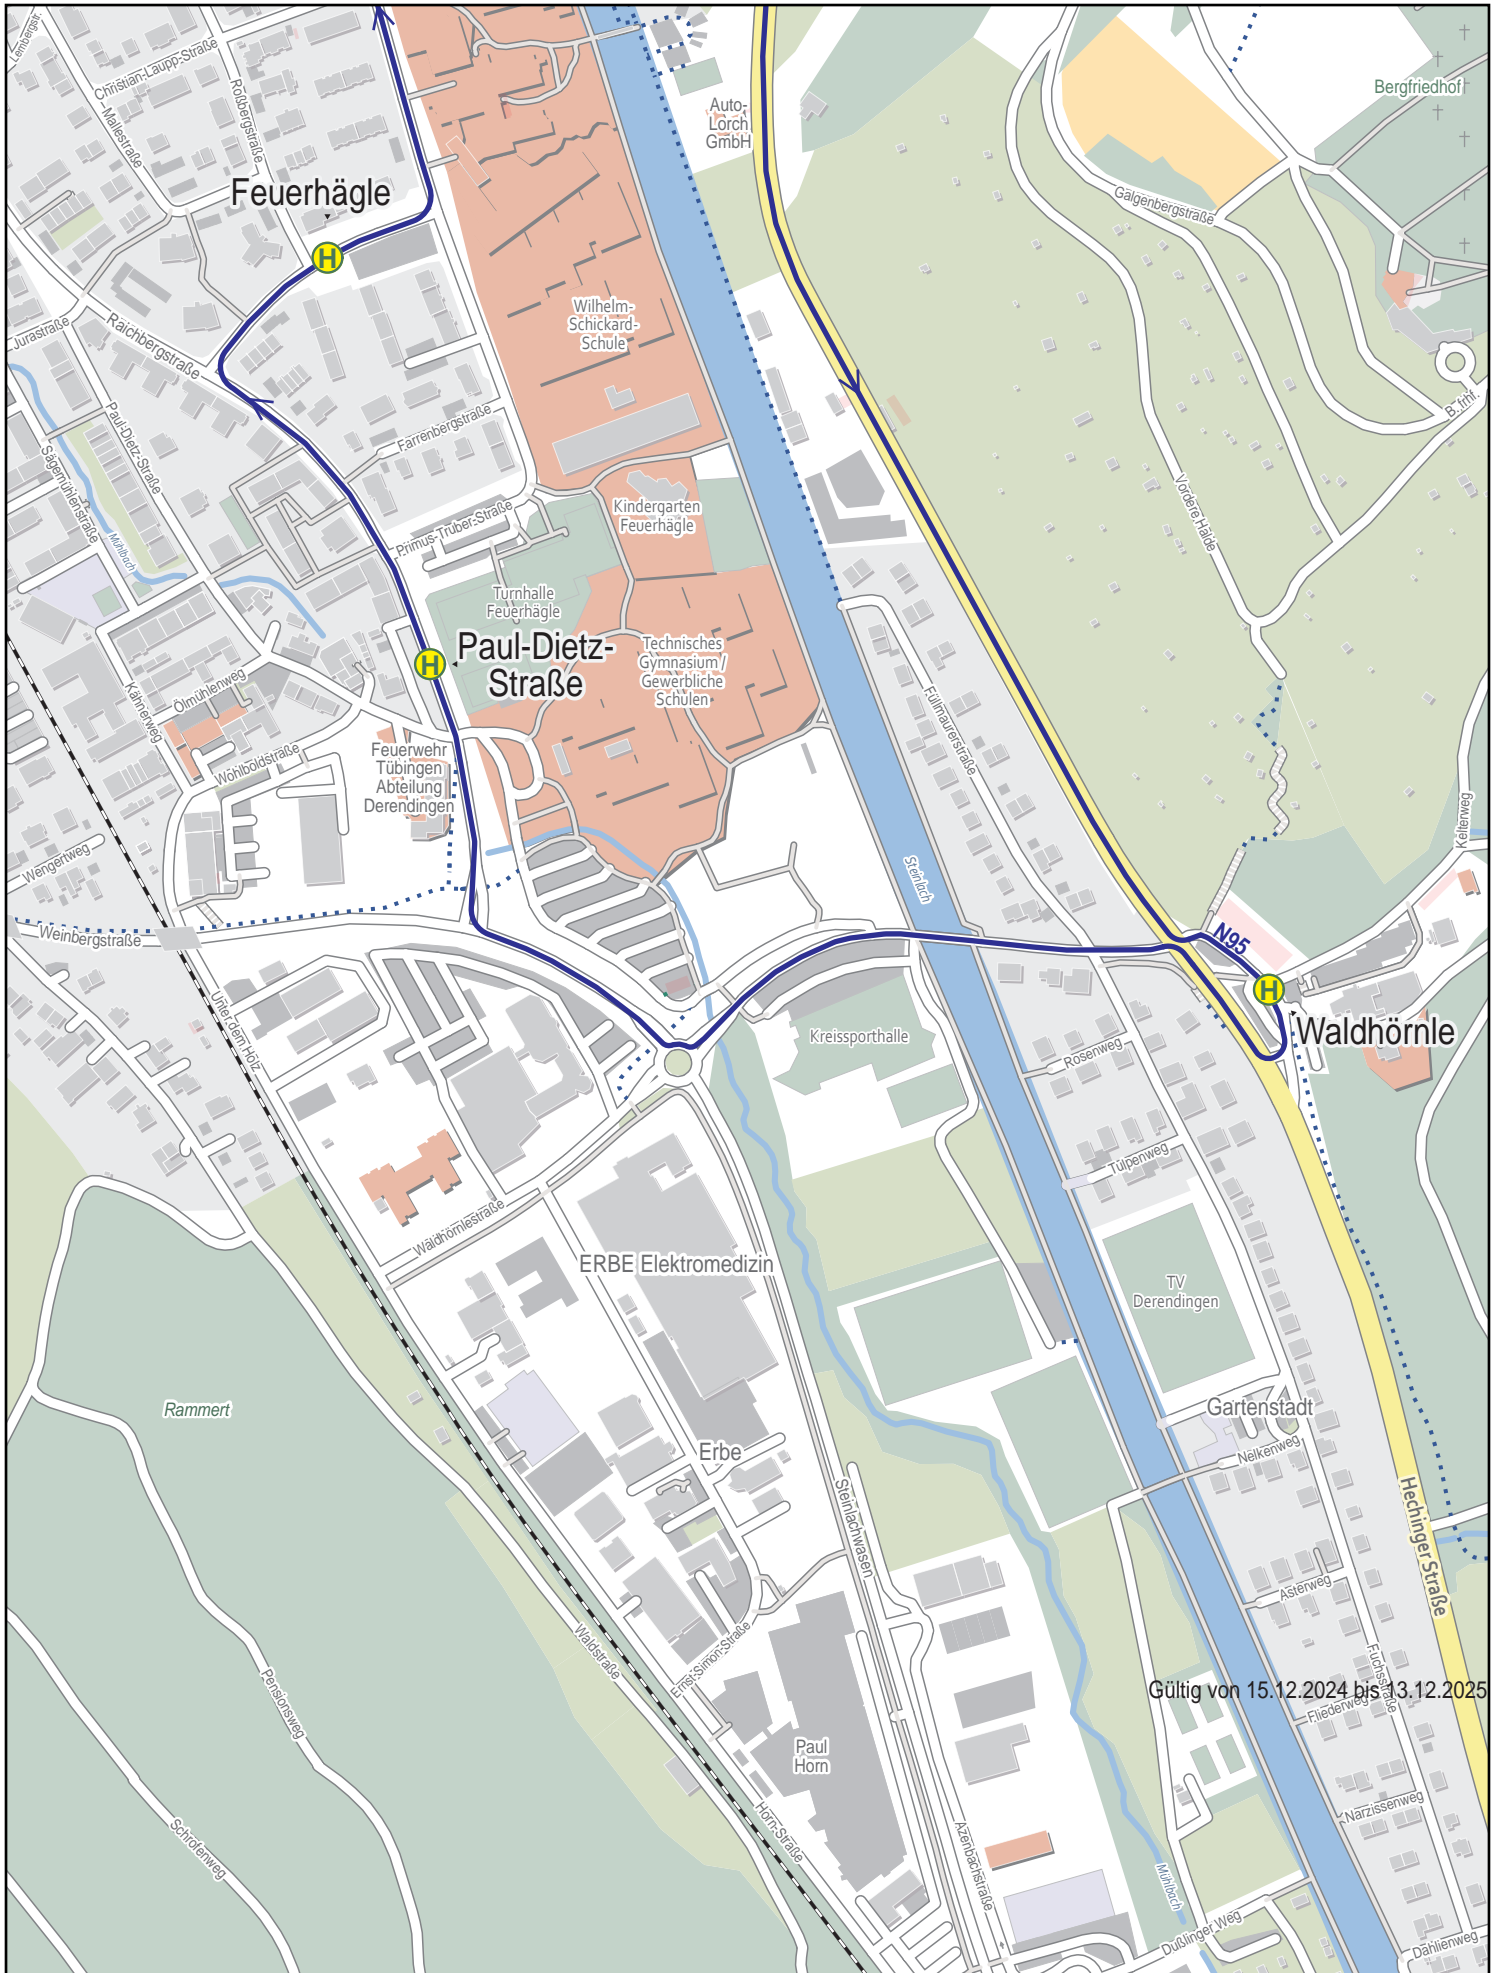 Lembergstr.
Christian-Laupp-Straße
Mallestraße
Roßbergstraße
Auto-
Lorch
GmbH
Bergfriedhof
Feuerhägle
H
Galgenbergstraße
Jurastraße
Raichbergstraße
Wilhelm-
Schickard-
Schule
B.frhf.
Paul-Dietz-Straße
Farrenbergstraße
Sägemühlenstraße
Mühlbach
Primus-Truber-Straße
Kindergarten
Feuerhägle
Vordere Halde
Turnhalle
Feuerhägle
H
Paul-Dietz-
Straße
Technisches
Gymnasium /
Gewerbliche
Schulen
Ölmühlenweg
Kähnerweg
Wohlboldstraße
Füllmaurerstraße
Feuerwehr
Tübingen
Abteilung
Derendingen
Kelterweg
Wengertweg
Steinlach
Weinbergstraße
N95
H
Waldhörnle
Unter dem Holz
Kreissporthalle
Rosenweg
Tulpenweg
Waldhörnlestraße
ERBE Elektromedizin
TV
Derendingen
Rammert
Gartenstadt
Nelkenweg
Erbe
Steinlachwasen
Hechinger Straße
Asterweg
Waldstraße
Ernst-Simon-Straße
Fuchsstraße
Pensionsweg
Gültig von 15.12.2024 bis 13.12.2025
Fliederweg
Paul
Horn
Horn-Straße
Narzissenweg
Schrofenweg
Azenbachstraße
Mühlbach
Dußlinger Weg
Dahlienweg